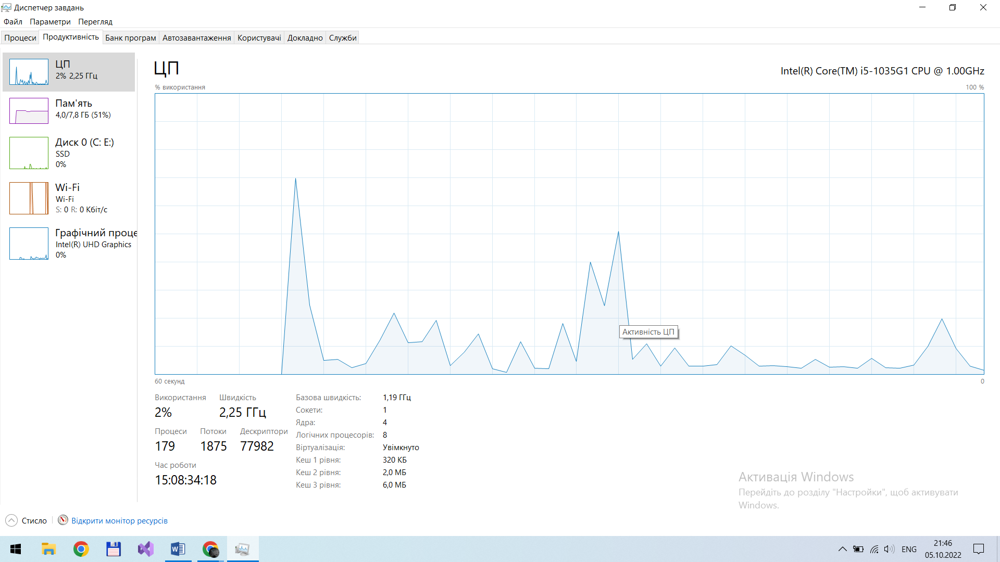 Диспетчер завдань
Файл Параметри Перегляд
Процеси Продуктивність Банк програм Автозавантаження Користувачі Докладно Служби
ЦП
2% 2,25 ГГц
Пам'ять
4,0/7,8 ГБ (51%)
Диск 0 (C: E:)
SSD
0%
Wi-Fi
Wi-Fi
S: 0 R: 0 Кбіт/с
Графічний проце
Intel(R) UHD Graphics
0%
ЦП
Intel(R) Core(TM) i5-1035G1 CPU @ 1.00GHz
% використання 100 %
Активність ЦП
60 секунд 0
Використання Швидкість
2% 2,25 ГГц
Процеси Потоки Дескриптори
179 1875 77982
Час роботи
15:08:34:18
Базова швидкість: 1,19 ГГц
Сокети: 1
Ядра: 4
Логічних процесорів: 8
Віртуалізація: Увімкнуто
Кеш 1 рівня: 320 КБ
Кеш 2 рівня: 2,0 МБ
Кеш 3 рівня: 6,0 МБ
Активація Windows
Перейдіть до розділу "Настройки", щоб активувати
Windows.
Стисло Відкрити монітор ресурсів
ENG
21:46
05.10.2022